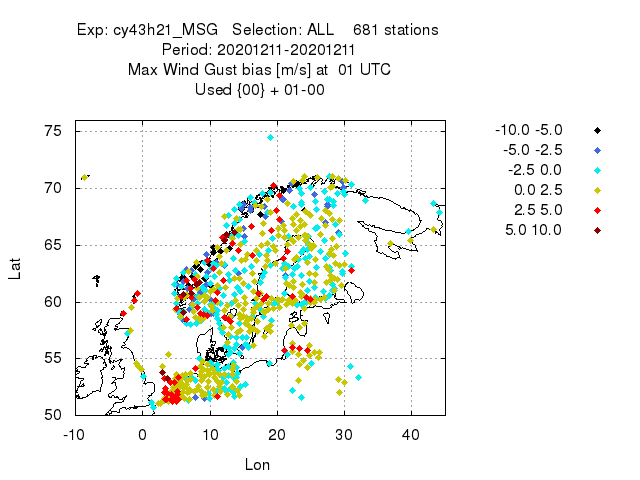 Exp: cy43h21_MSG   Selection: ALL    681 stations
Period: 20201211-20201211
Max Wind Gust bias [m/s] at  01 UTC
Used {00} + 01-00
-10.0 -5.0
-5.0 -2.5
-2.5 0.0
0.0 2.5
2.5 5.0
5.0 10.0
75
70
65
60
55
50
Lat
-10 0 10 20 30 40
Lon